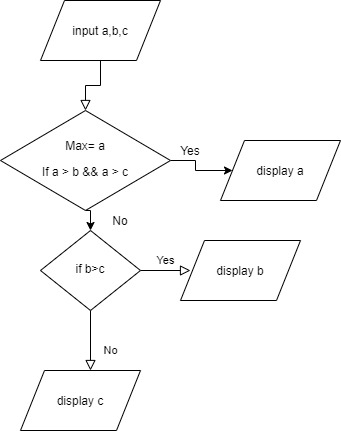 input a,b,c
Max= a
If a > b && a > c
Yes
display a
No
if b>c
Yes
display b
No
display c